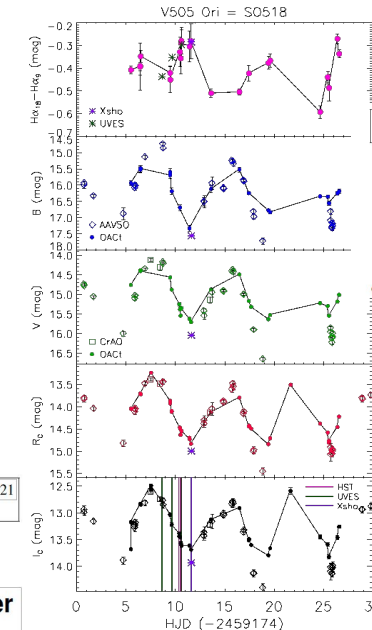 V505 Ori = SO518
Hα18−Hα9 (mag)
-0.2
-0.3
-0.4
-0.5
-0.6
-0.7
Xsho
UVES
B (mag)
14.5
15.0
15.5
16.0
16.5
17.0
17.5
18.0
AAVSO
OACt
V (mag)
14.0
14.5
15.0
15.5
16.0
16.5
CrAO
OACt
Rc (mag)
13.5
14.0
14.5
15.0
15.5
21
er
Ic (mag)
12.5
13.0
13.5
14.0
HST
UVES
Xsho
0 5 10 15 20 25 30
HJD (−2459174)